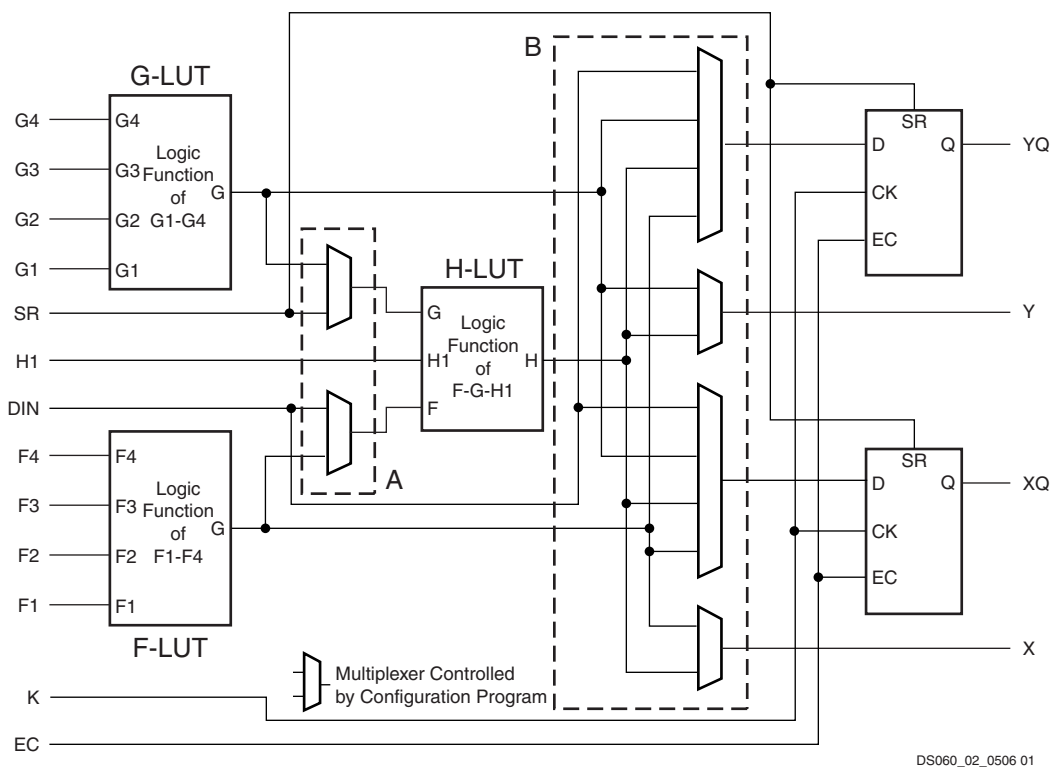 B
G-LUT
G4
G4
G3
G3
G2
G2
G1
G1
Logic
Function
of
G1-G4
G
SR
H1
DIN
H-LUT
G
H1
F
Logic
Function
of
F-G-H1
H
A
F4
F4
F3
F3
F2
F2
F1
F1
Logic
Function
of
F1-F4
G
F-LUT
SR
D
Q
CK
EC
YQ
Y
SR
D
Q
CK
EC
XQ
X
Multiplexer Controlled
by Configuration Program
K
EC
DS060_02_0506 01